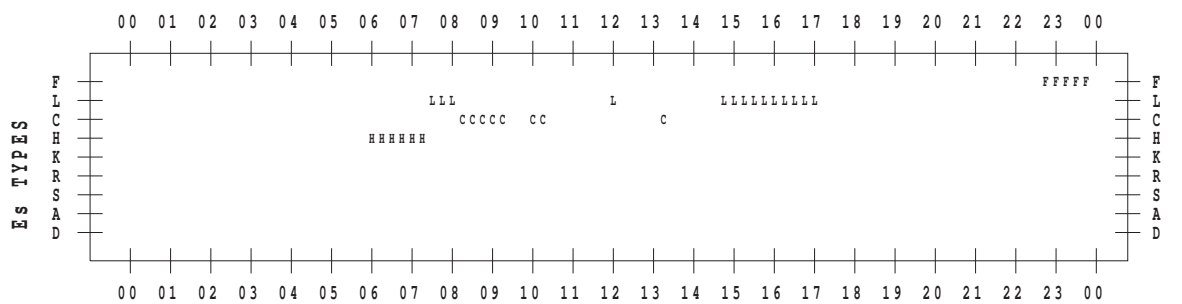 00 01 02 03 04 05 06 07 08 09 10 11 12 13 14 15 16 17 18 19 20 21 22 23 00
F FFFFF F
L LLL L LLLLLLLLLL L
C CCCCC CC C C
H HHHHHH H
K K
R R
S S
A A
D D
Es TYPES
00 01 02 03 04 05 06 07 08 09 10 11 12 13 14 15 16 17 18 19 20 21 22 23 00